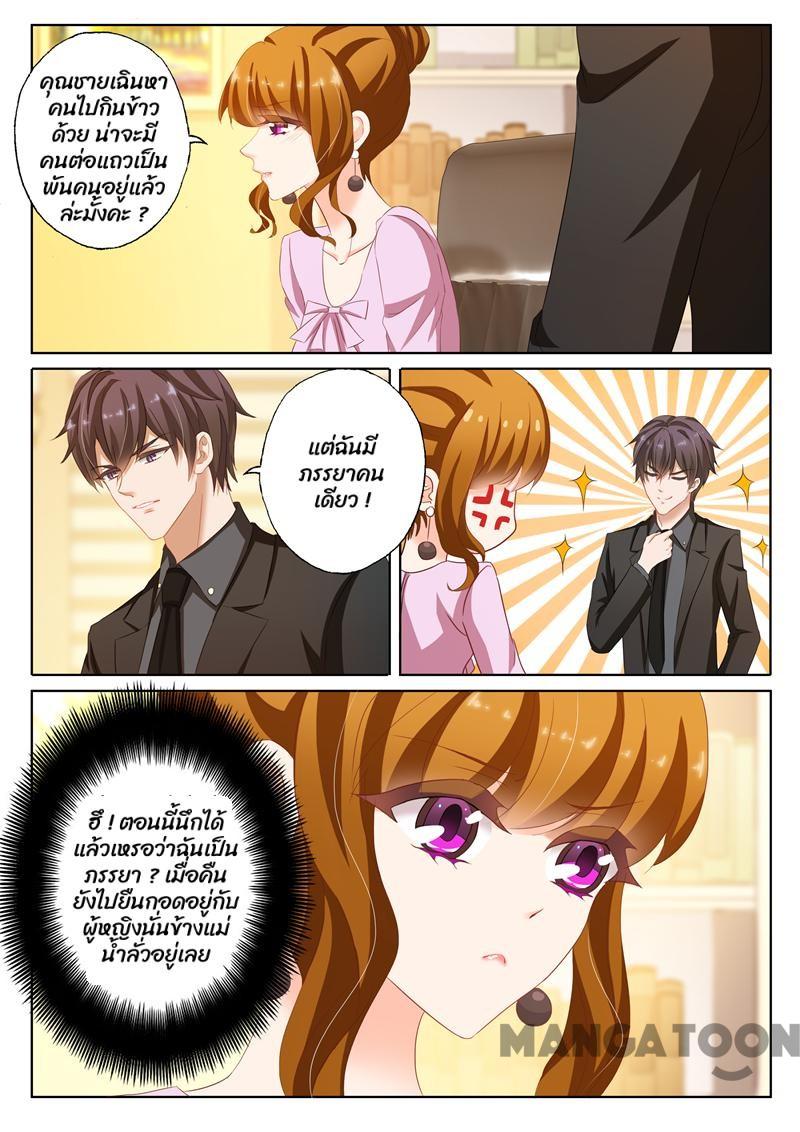 คุณชายเฉินหา
คนไปกินข้าว
ด้วย น่าจะมี
คนต่อแถวเป็น
พันคนอยู่แล้ว
ล่ะมั้งคะ ?
แต่ฉันมี
ภรรยาคน
เดียว !
ฮึ ! ตอนนี้นึกได้
แล้วเหรอว่าฉันเป็น
ภรรยา ? เมื่อคืน
ยังไปยืนกอดอยู่กับ
ผู้หญิงนั่นข้างแม่
น้ำลั่วอยู่เลย
MANGATOON